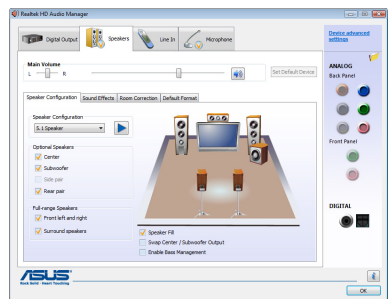 Realtek HD Audio Manager
Digital Output
Speakers
Line In
Microphone
Device advanced
settings
Main Volume
L
R
Set Default Device
ANALOG
Back Panel
Speaker Configuration
Sound Effects
Room Correction
Default Format
Speaker Configuration
5.1 Speaker
Optional Speakers
Center
Subwoofer
Side pair
Rear pair
Front Panel
Full-range Speakers
Front left and right
Surround speakers
DIGITAL
Speaker Fill
Swap Center / Subwoofer Output
Enable Bass Management
ASUS
Rock Solid · Heart Touching
i
OK